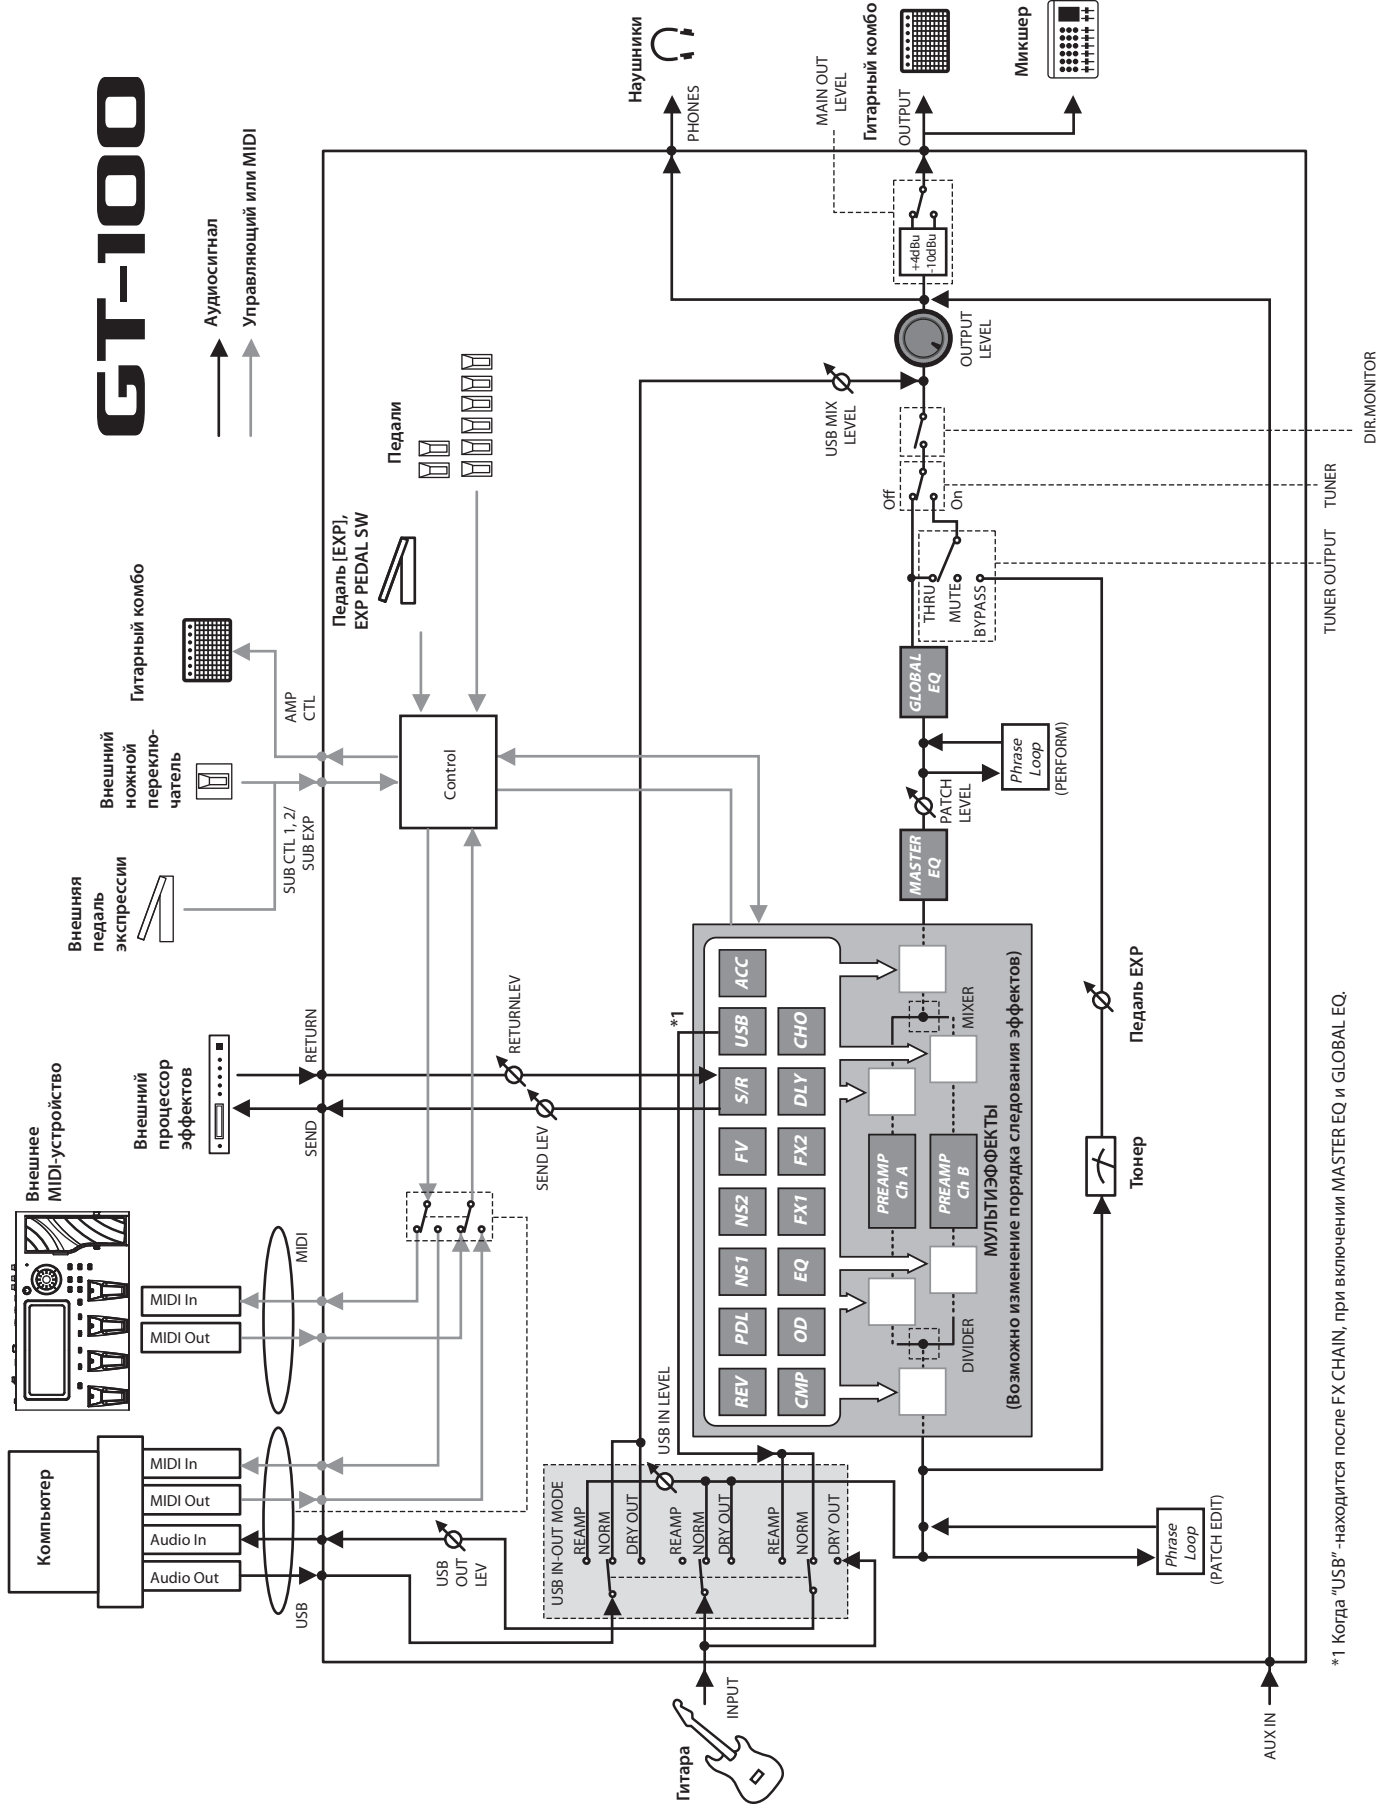 GT-100
Аудиосигнал
Управляющий или MIDI
Компьютер
MIDI In
MIDI Out
Audio In
Audio Out
USB
Внешнее
MIDI-устройство
MIDI In
MIDI Out
MIDI
Внешний
процессор
эффектов
SEND
RETURN
SEND LEV
RETURNLEV
Внешняя
педаль
экспрессии
Внешний
ножной
переклю-
чатель
SUB CTL 1, 2/
SUB EXP
Гитарный комбо
AMP
CTL
Control
Педаль [EXP],
EXP PEDAL SW
Педали
Наушники
PHONES
MAIN OUT
LEVEL
Гитарный комбо
OUTPUT
Микшер
+4dBu
-10dBu
OUTPUT
LEVEL
USB MIX
LEVEL
USB
OUT
LEV
USB IN-OUT MODE
REAMP
NORM
DRY OUT
REAMP
NORM
DRY OUT
REAMP
NORM
DRY OUT
USB IN LEVEL
*1
REV
PDL
NS1
NS2
FV
S/R
USB
ACC
CMP
OD
EQ
FX1
FX2
DLY
CHO
DIVIDER
PREAMP
Ch A
PREAMP
Ch B
MIXER
МУЛЬТИЭФФЕКТЫ
(Возможно изменение порядка следования эффектов)
MASTER
EQ
PATCH
LEVEL
Phrase
Loop
(PERFORM)
GLOBAL
EQ
THRU
MUTE
BYPASS
Off
On
TUNER OUTPUT
TUNER
DIR.MONITOR
Гитара
INPUT
Phrase
Loop
(PATCH EDIT)
Тюнер
Педаль EXP
AUX IN
*1 Когда “USB” -находится после FX CHAIN, при включении MASTER EQ и GLOBAL EQ.